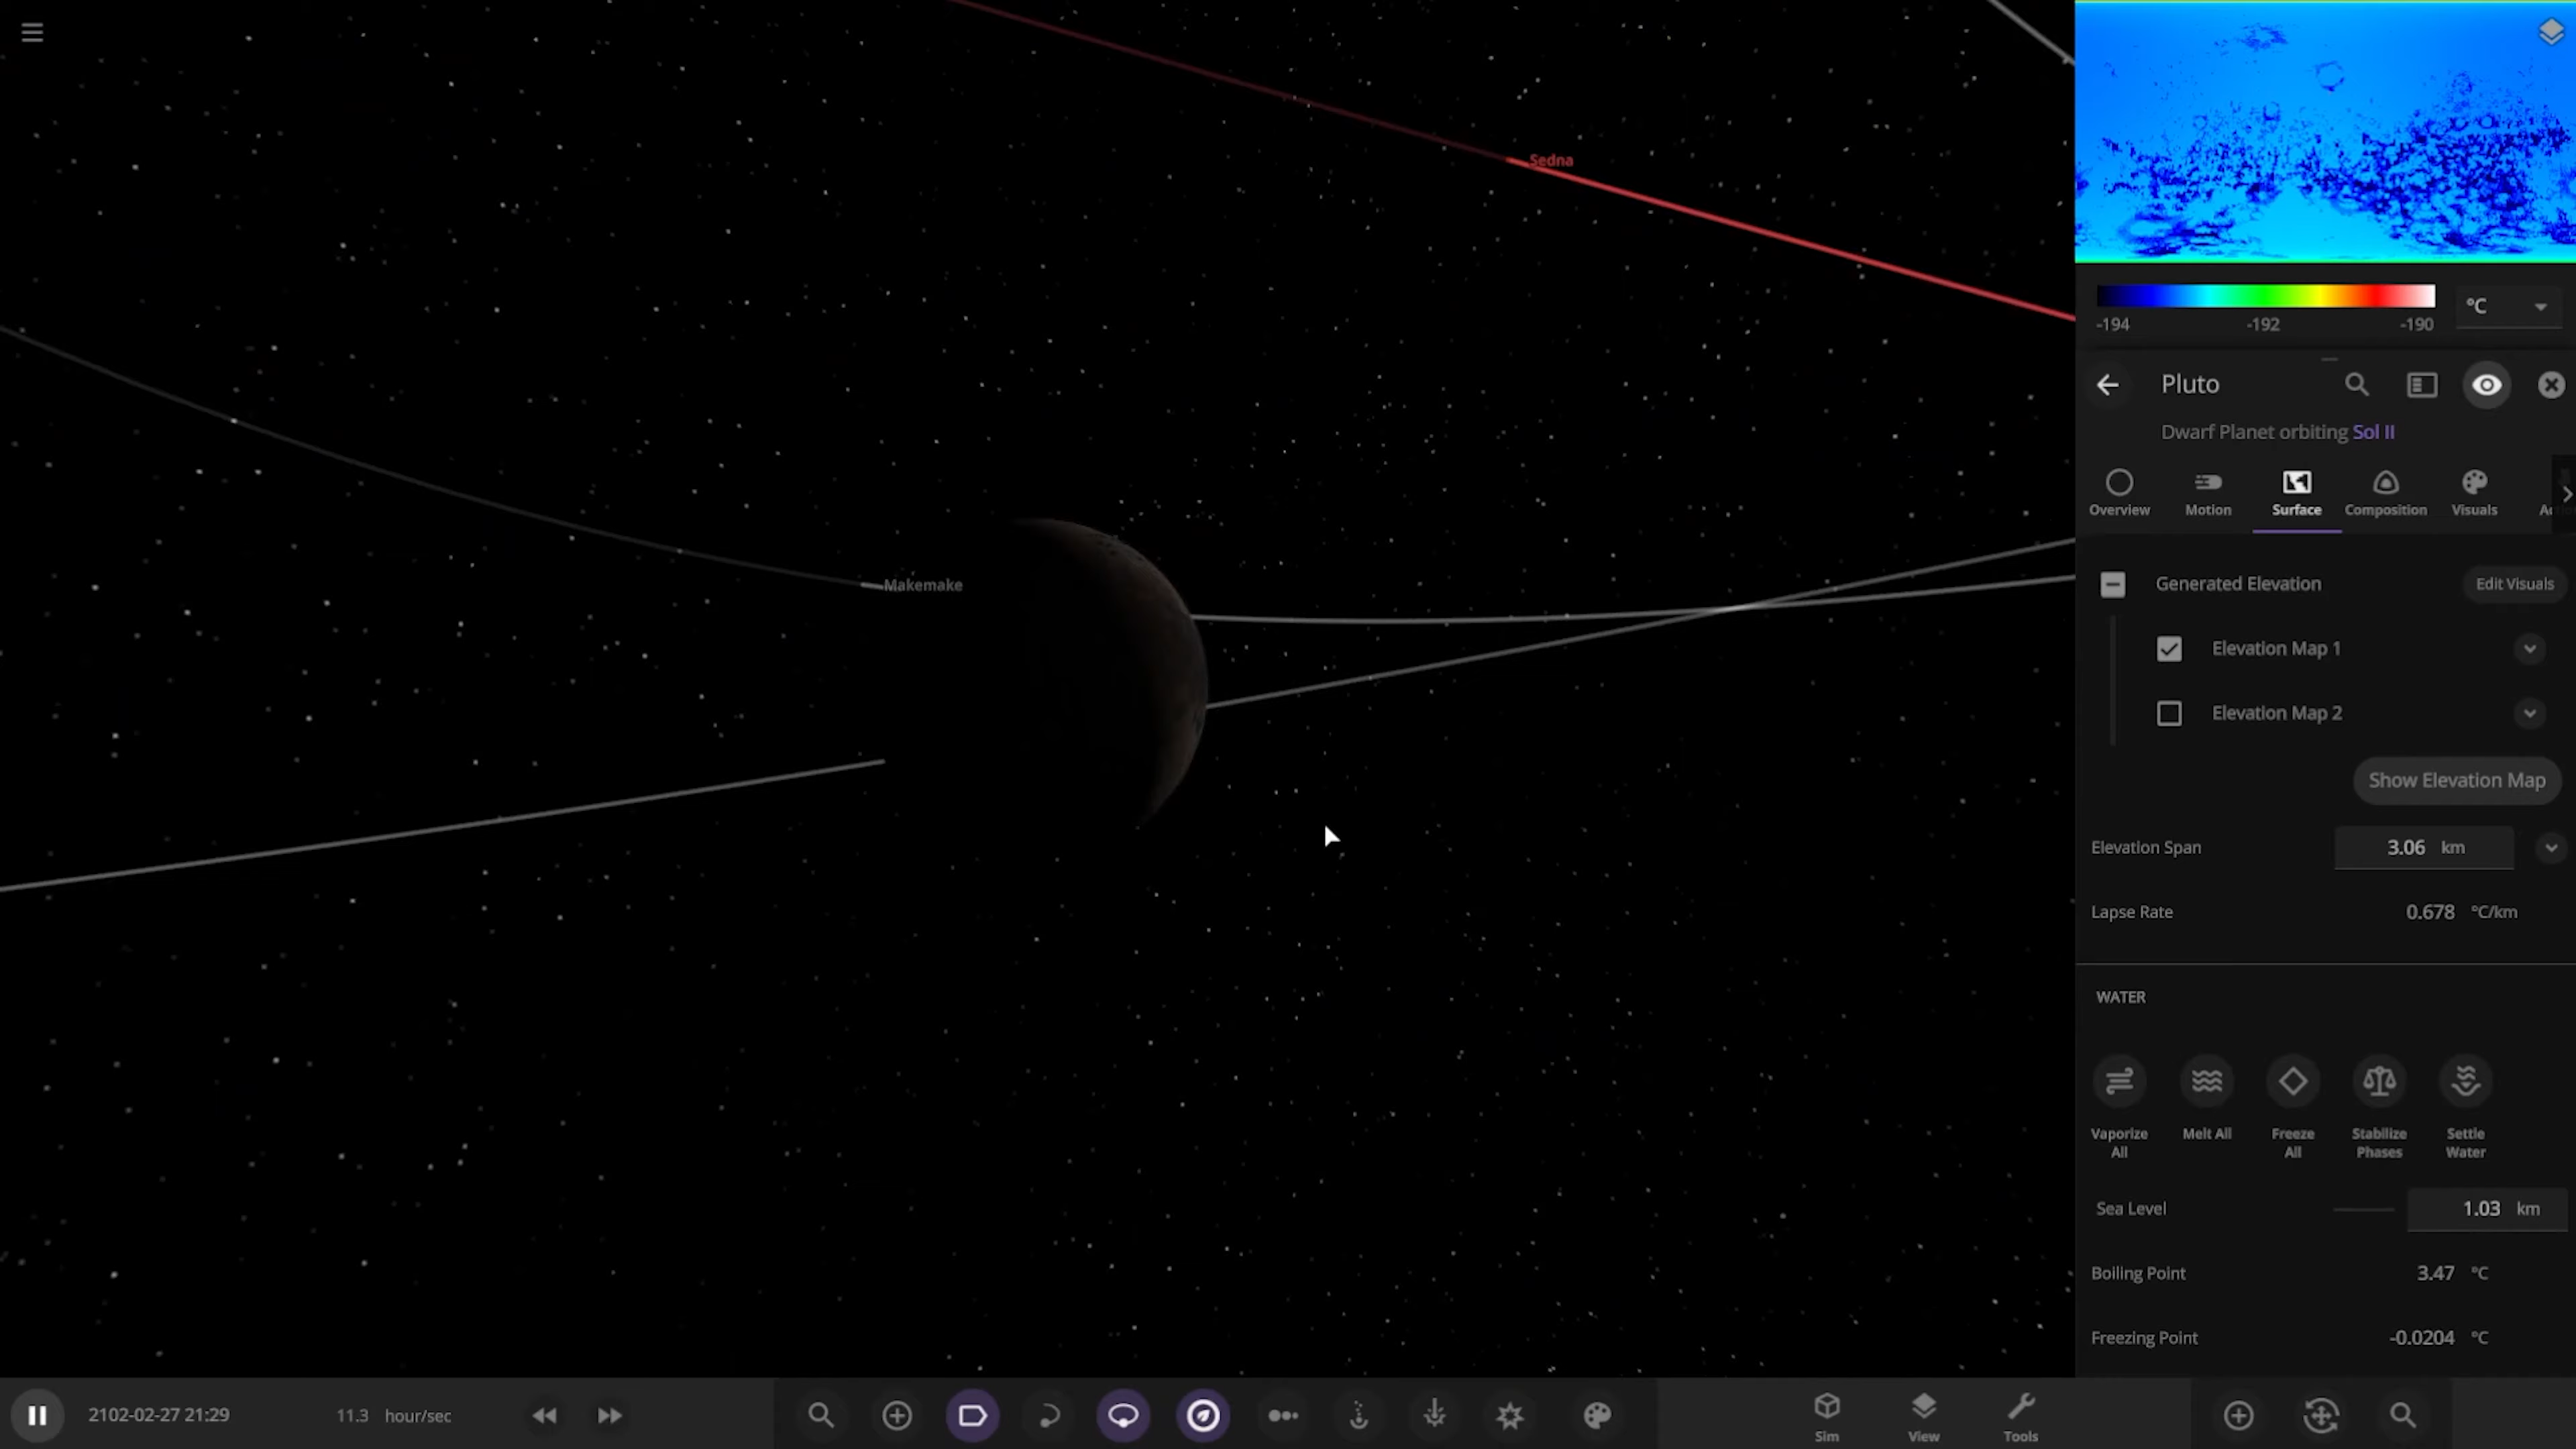 Sedna
Makemake
-194
-192
-190
°C
Pluto
Dwarf Planet orbiting Sol II
Overview
Motion
Surface
Composition
Visuals
Generated Elevation
Edit Visuals
Elevation Map 1
Elevation Map 2
Show Elevation Map
Elevation Span 3.06 km
Lapse Rate 0.678 °C/km
WATER
Vaporize All
Melt All
Freeze All
Stabilize Phases
Settle Water
Sea Level 1.03 km
Boiling Point 3.47 °C
Freezing Point -0.0204 °C
2102-02-27 21:29
11.3 hour/sec
Sim
View
Tools